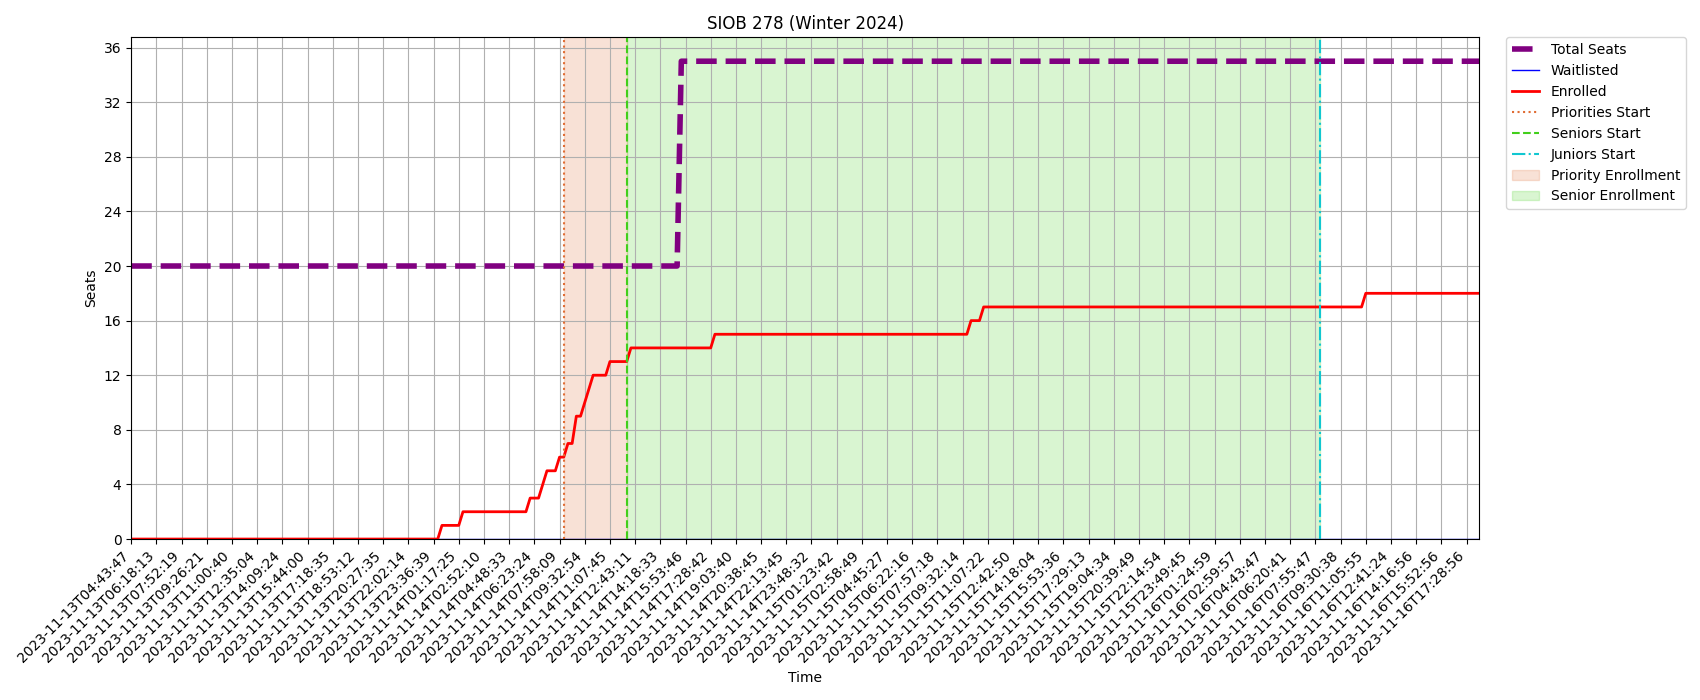 SIOB 278 (Winter 2024)
Total Seats
Waitlisted
Enrolled
Priorities Start
Seniors Start
Juniors Start
Priority Enrollment
Senior Enrollment
Seats
36
32
28
24
20
16
12
8
4
0
2023-11-13T04:43:47
2023-11-13T06:18:13
2023-11-13T07:52:19
2023-11-13T09:26:21
2023-11-13T11:00:40
2023-11-13T12:35:04
2023-11-13T14:09:24
2023-11-13T15:44:00
2023-11-13T17:18:35
2023-11-13T18:53:12
2023-11-13T20:27:35
2023-11-13T22:02:14
2023-11-13T23:36:39
2023-11-14T01:17:25
2023-11-14T02:52:10
2023-11-14T04:48:33
2023-11-14T06:23:24
2023-11-14T07:58:09
2023-11-14T09:32:54
2023-11-14T11:07:45
2023-11-14T12:43:11
2023-11-14T14:18:33
2023-11-14T15:53:46
2023-11-14T17:28:42
2023-11-14T19:03:40
2023-11-14T20:38:45
2023-11-14T22:13:45
2023-11-14T23:48:32
2023-11-15T01:23:42
2023-11-15T02:58:49
2023-11-15T04:45:27
2023-11-15T06:22:16
2023-11-15T07:57:18
2023-11-15T09:32:14
2023-11-15T11:07:22
2023-11-15T12:42:50
2023-11-15T14:18:04
2023-11-15T15:53:36
2023-11-15T17:29:13
2023-11-15T19:04:34
2023-11-15T20:39:49
2023-11-15T22:14:54
2023-11-15T23:49:45
2023-11-16T01:24:59
2023-11-16T02:59:57
2023-11-16T04:43:47
2023-11-16T06:20:41
2023-11-16T07:55:47
2023-11-16T09:30:38
2023-11-16T11:05:55
2023-11-16T12:41:24
2023-11-16T14:16:56
2023-11-16T15:52:56
2023-11-16T17:28:56
Time